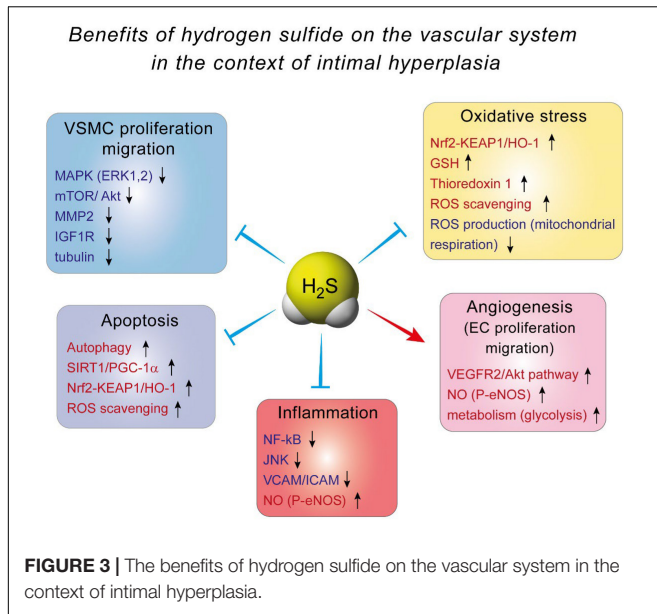 Benefits of hydrogen sulfide on the vascular system
in the context of intimal hyperplasia
VSMC proliferation
migration
MAPK (ERK1,2) ↓
mTOR/ Akt ↓
MMP2 ↓
IGF1R ↓
tubulin ↓
Oxidative stress
Nrf2-KEAP1/HO-1 ↑
GSH ↑
Thioredoxin 1 ↑
ROS scavenging ↑
ROS production (mitochondrial
respiration) ↓
H₂S
Apoptosis
Autophagy ↑
SIRT1/PGC-1α ↑
Nrf2-KEAP1/HO-1 ↑
ROS scavenging ↑
Inflammation
NF-kB ↓
JNK ↓
VCAM/ICAM ↓
NO (P-eNOS) ↑
Angiogenesis
(EC proliferation
migration)
VEGFR2/Akt pathway ↑
NO (P-eNOS) ↑
metabolism (glycolysis) ↑
FIGURE 3 | The benefits of hydrogen sulfide on the vascular system in the
context of intimal hyperplasia.